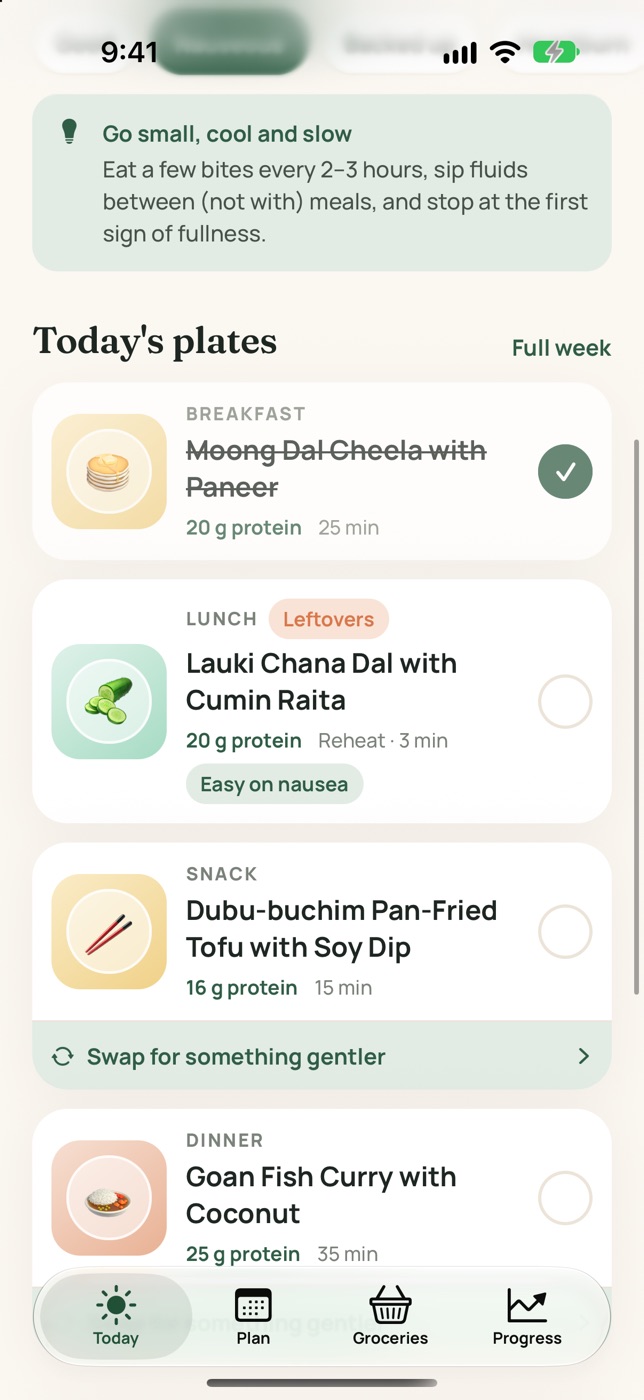 9:41
Go small, cool and slow
Eat a few bites every 2–3 hours, sip fluids
between (not with) meals, and stop at the first
sign of fullness.
Today's plates
Full week
BREAKFAST
Moong Dal Cheela with
Paneer
20 g protein 25 min
LUNCH Leftovers
Lauki Chana Dal with
Cumin Raita
20 g protein Reheat · 3 min
Easy on nausea
SNACK
Dubu-buchim Pan-Fried
Tofu with Soy Dip
16 g protein 15 min
Swap for something gentler
DINNER
Goan Fish Curry with
Coconut
25 g protein 35 min
Today Plan Groceries Progress